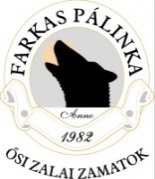 FARKAS PÁLINKA
Anno
1982
ŐSI ZALAI ZAMATOK